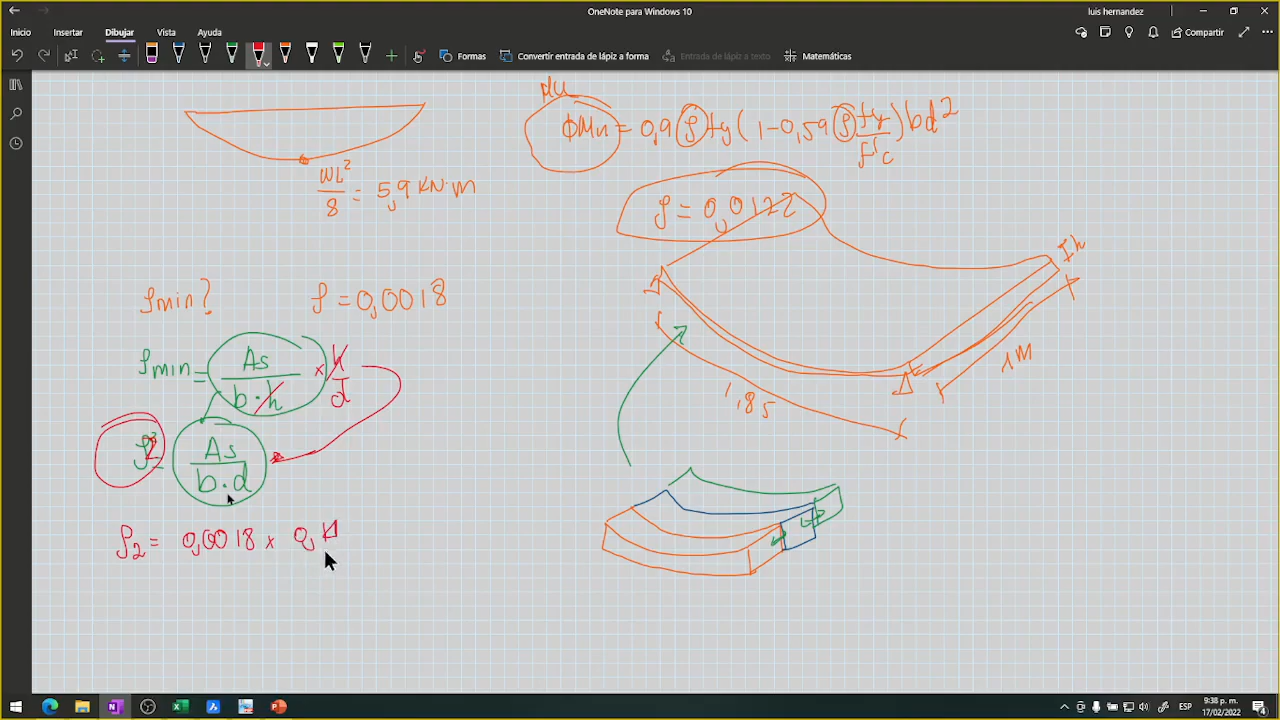 OneNote para Windows 10
luis hernandez
Inicio
Insertar
Dibujar
Vista
Ayuda
Compartir
Formas
Convertir entrada de lápiz a forma
Entrada de lápiz a texto
Matemáticas
Mu
ϕMn = 0,9 ρ fy (1-0,59 ρ fy/f'c) bd²
WL²/8 = 5,9 KN·M
ρ = 0,0122
ρmin? ρ = 0,0018
ρmin = As/b·h × h/d
As/b·d
ρ2 = 0,0018 × 0,
1,85
1M
ESP
9:38 p. m.
17/02/2022
4